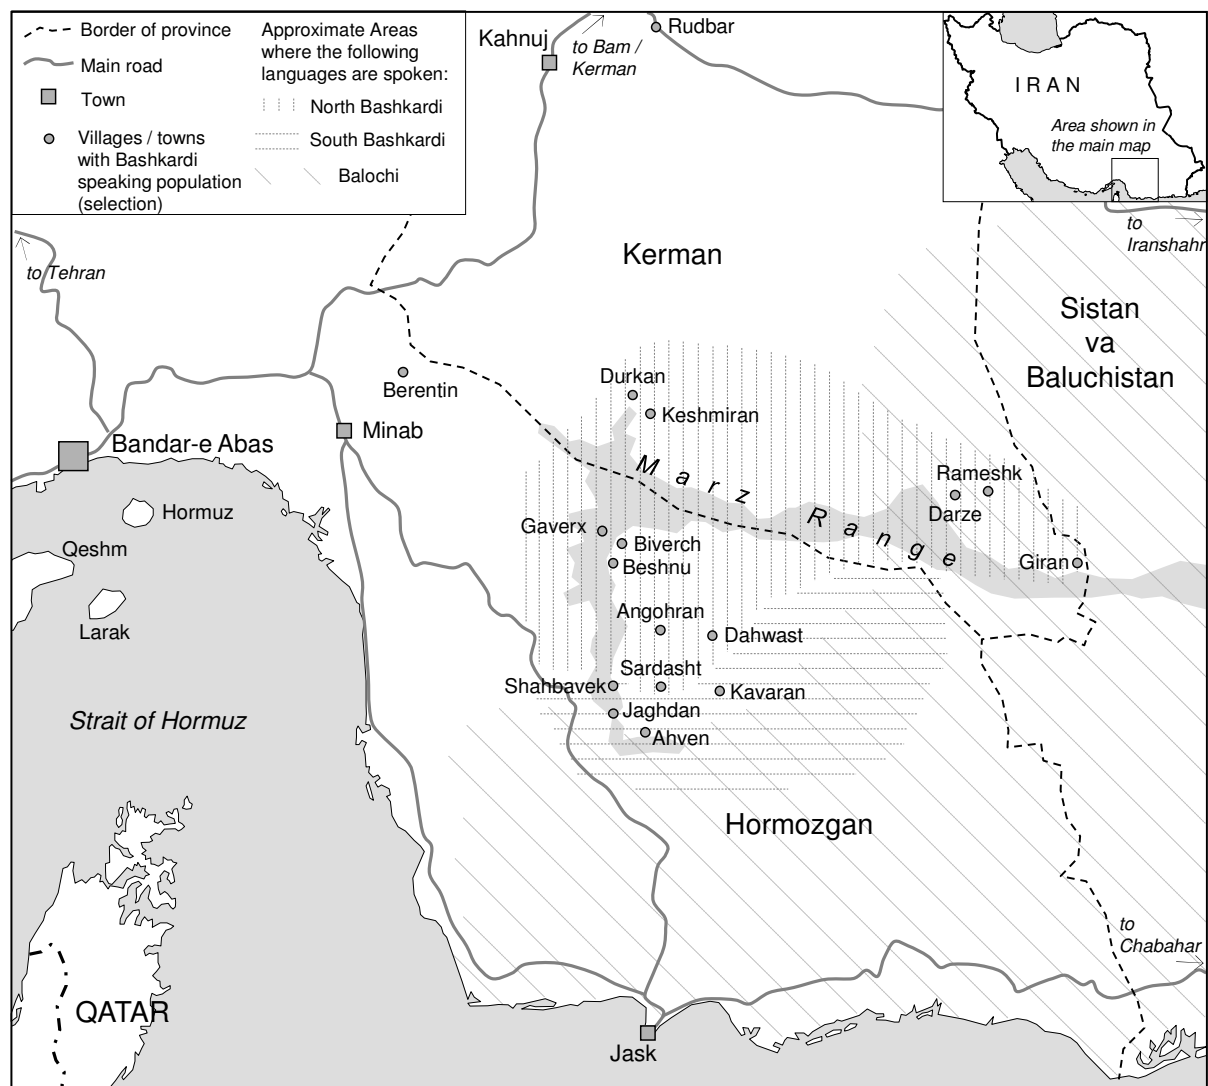 Border of province
Main road
Town
Villages / towns
with Bashkardi
speaking population
(selection)
Approximate Areas
where the following
languages are spoken:
North Bashkardi
South Bashkardi
Balochi
Kahnuj
to Bam /
Kerman
Rudbar
IRAN
Area shown in
the main map
to
Iranshahr
to Tehran
Kerman
Sistan
va
Baluchistan
Berentin
Durkan
Keshmiran
Minab
Bandar-e Abas
Marz Range
Rameshk
Darze
Hormuz
Gaverx
Biverch
Beshnu
Giran
Qeshm
Larak
Angohran
Dahwast
Sardasht
Shahbavek
Kavaran
Jaghdan
Ahven
Strait of Hormuz
Hormozgan
to
Chabahar
QATAR
Jask